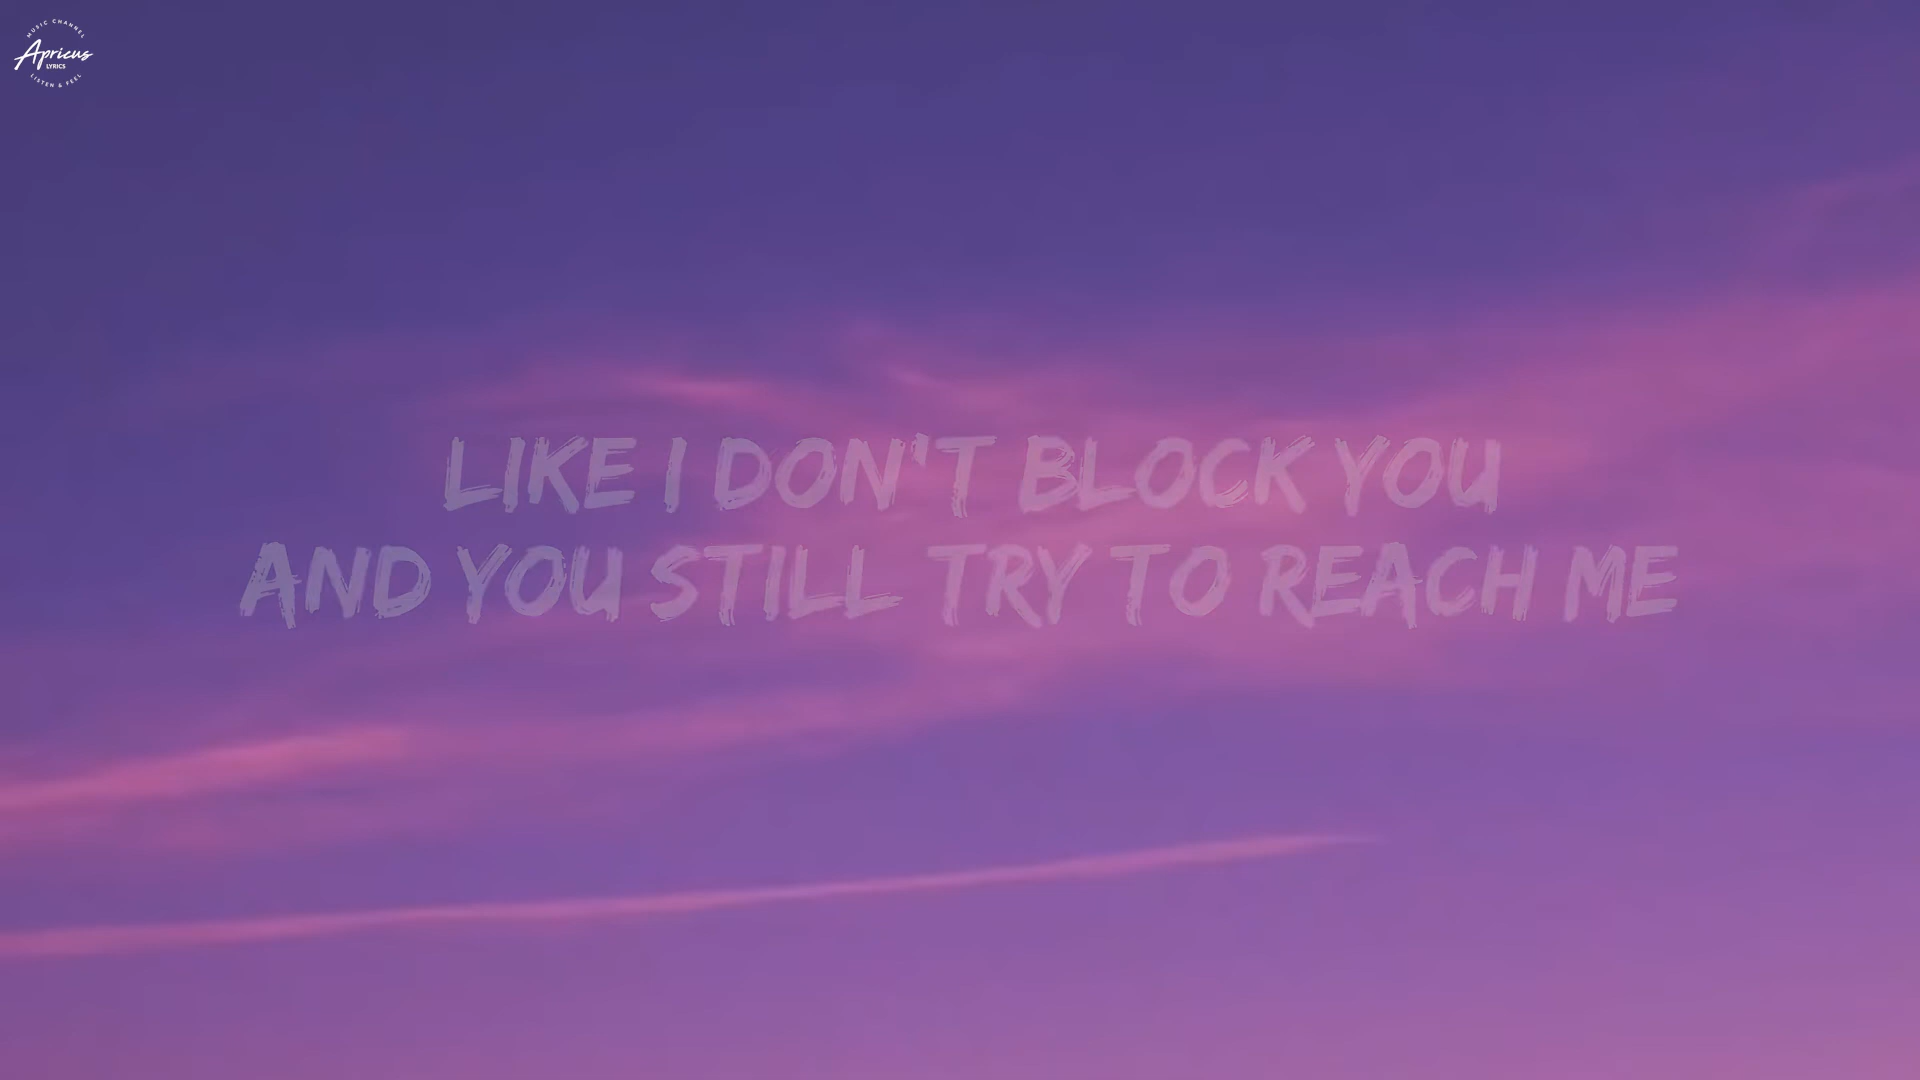 MUSIC CHANNEL
Apricus
LYRICS
LISTEN & FEEL
LIKE I DON'T BLOCK YOU
AND YOU STILL TRY TO REACH ME